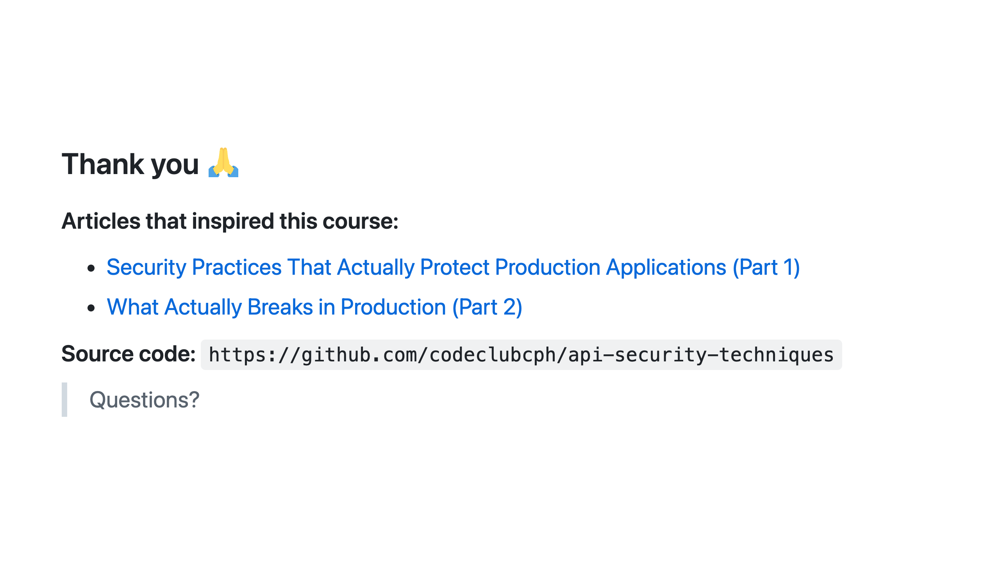 Thank you 🙏
Articles that inspired this course:
• Security Practices That Actually Protect Production Applications (Part 1)
• What Actually Breaks in Production (Part 2)
Source code: https://github.com/codeclubcph/api-security-techniques
Questions?